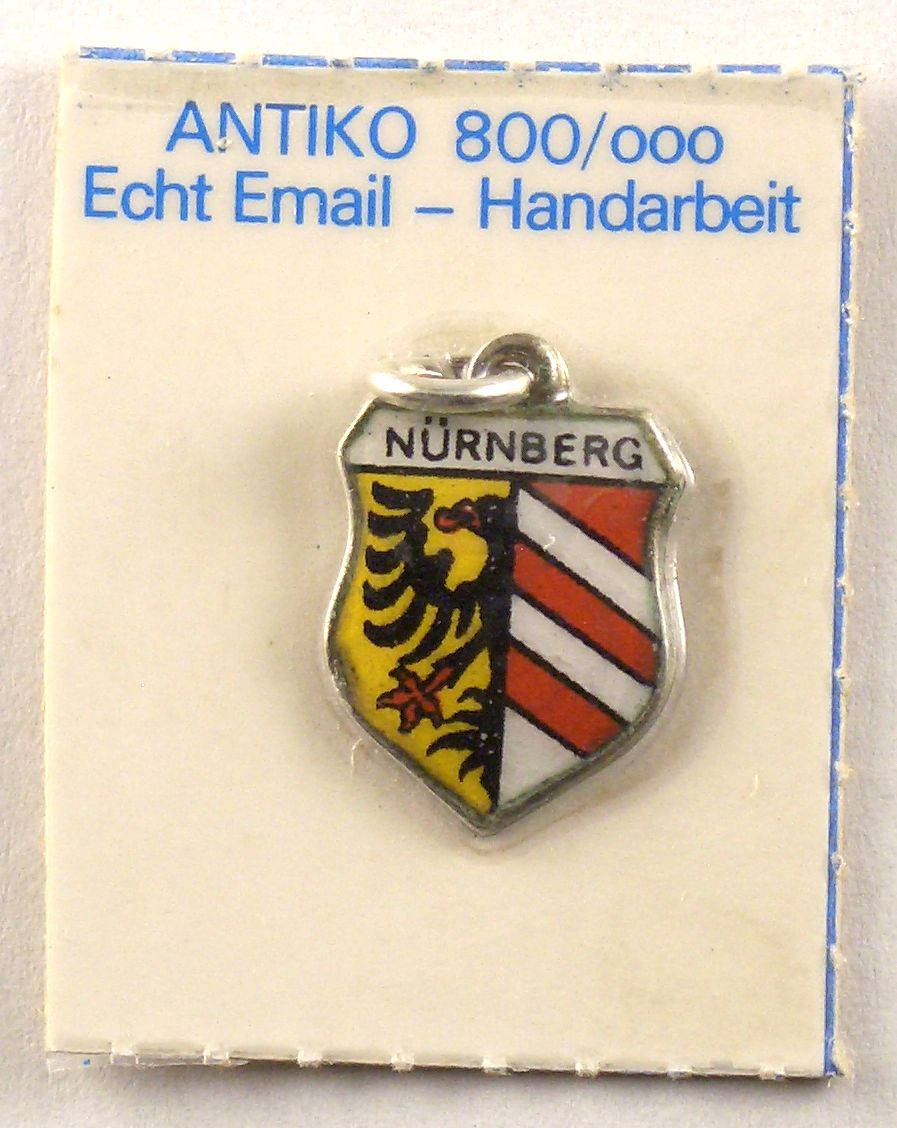 ANTIKO 800/ooo
Echt Email – Handarbeit
NÜRNBERG